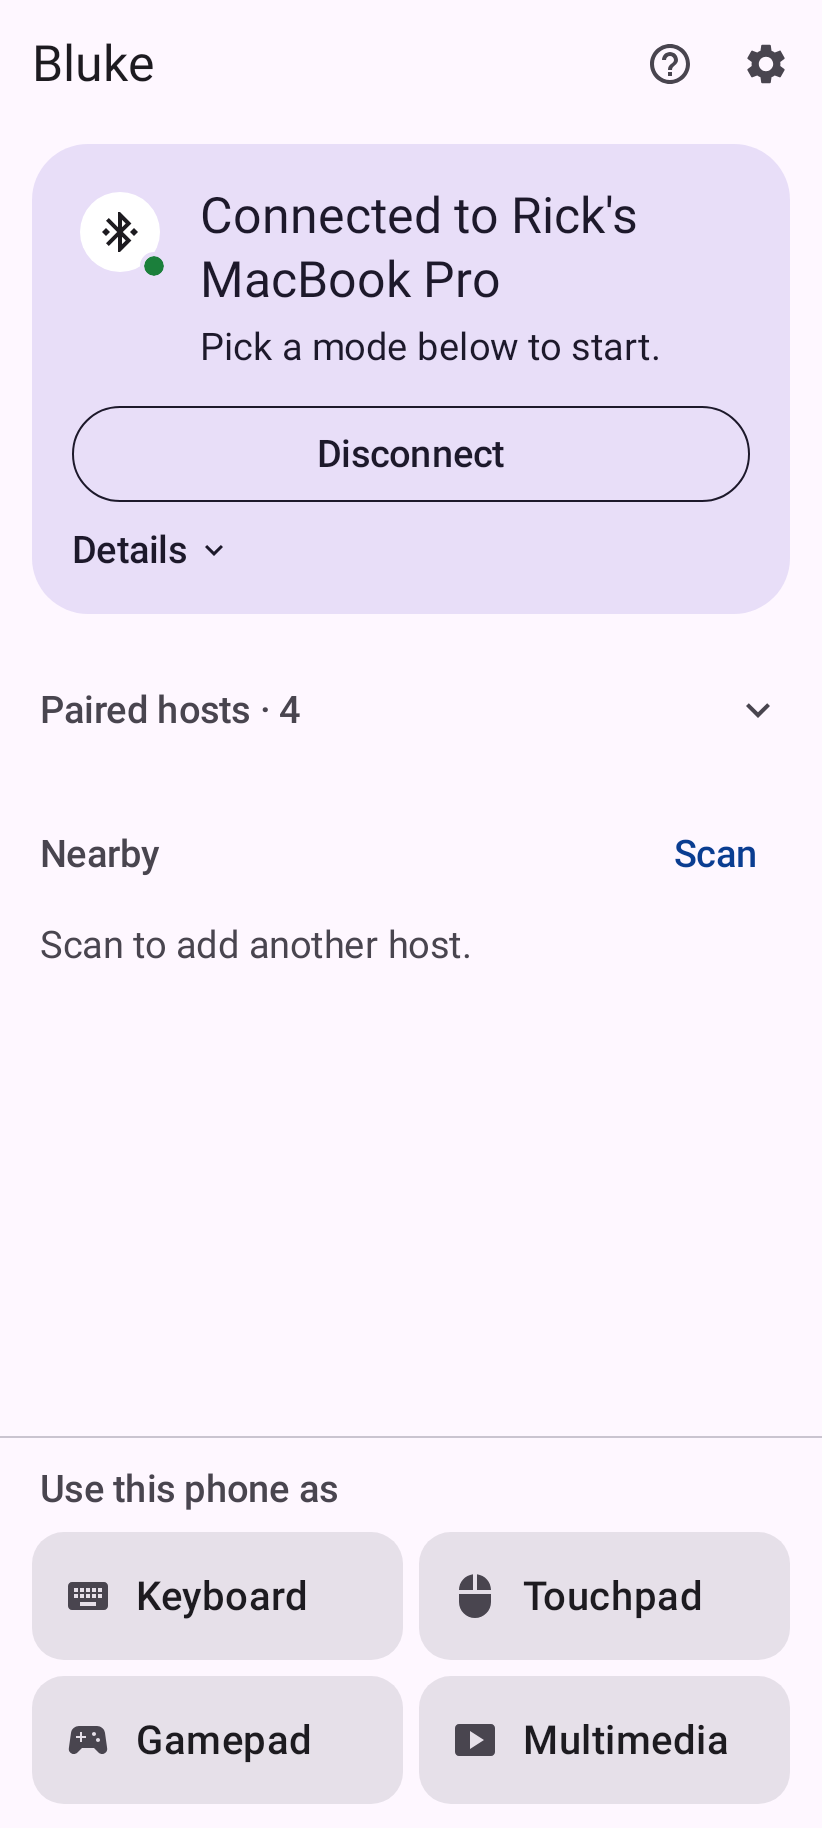 Bluke
Connected to Rick's
MacBook Pro
Pick a mode below to start.
Disconnect
Details
Paired hosts · 4
Nearby
Scan
Scan to add another host.
Use this phone as
Keyboard
Touchpad
Gamepad
Multimedia